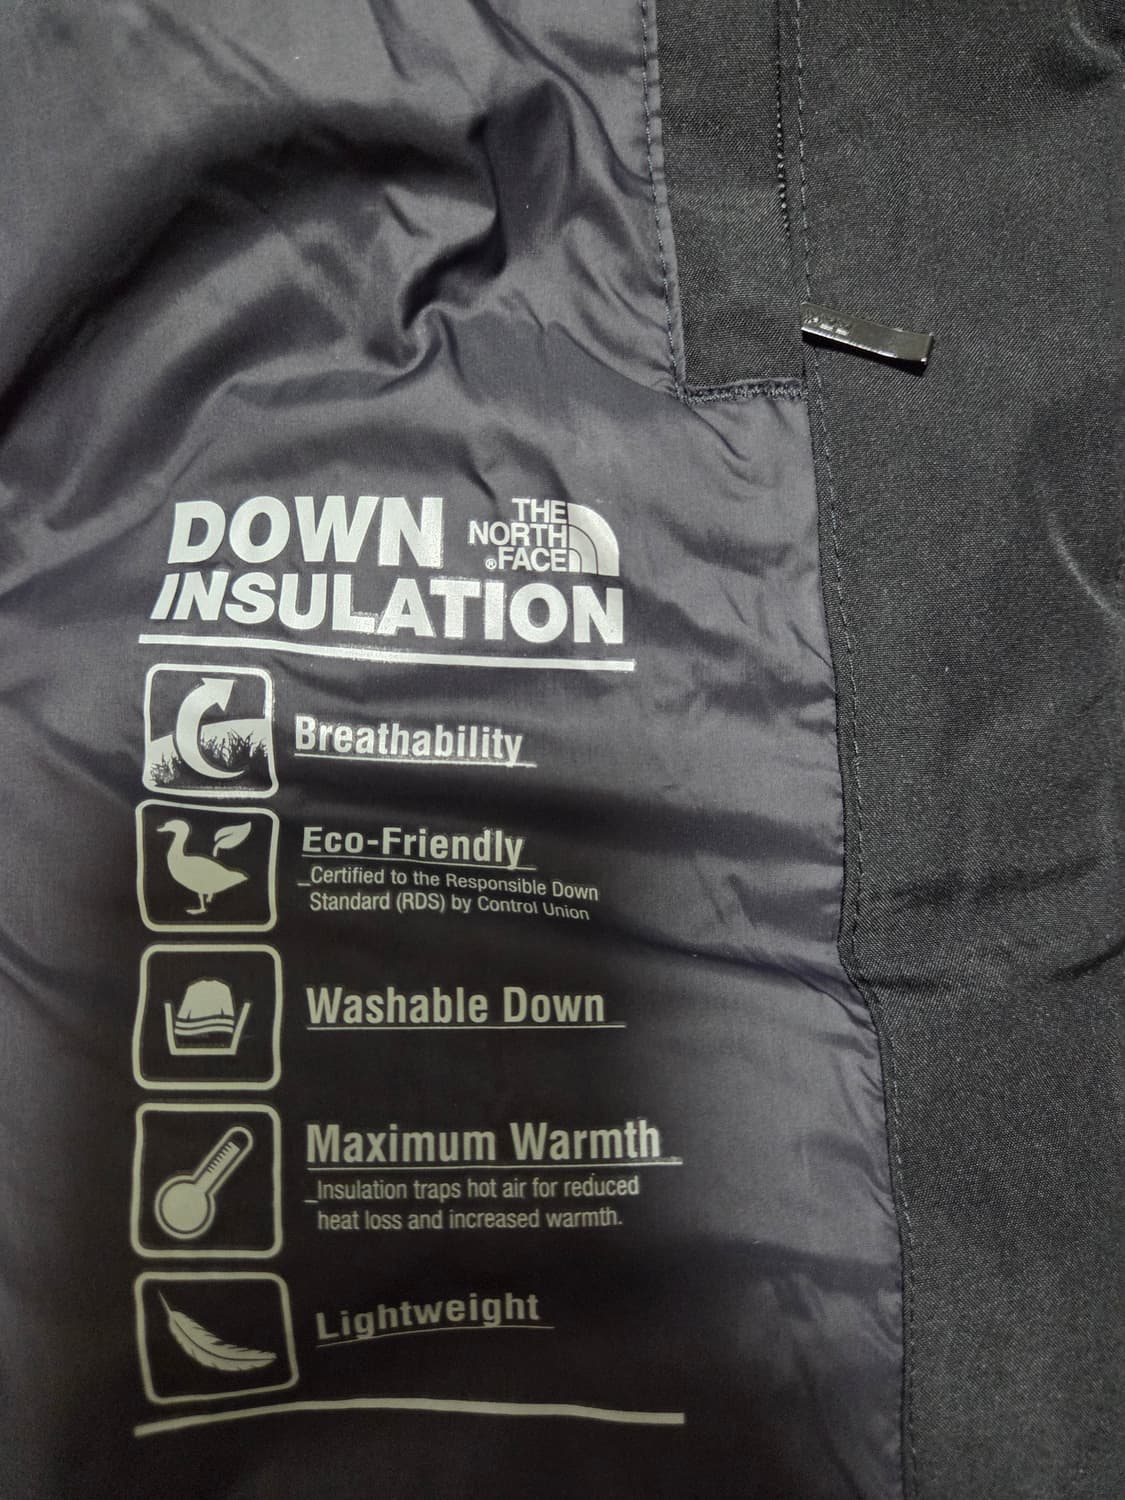 DOWN
INSULATION
THE
NORTH
®FACE
Breathability
Eco-Friendly
_Certified to the Responsible Down
Standard (RDS) by Control Union
Washable Down
Maximum Warmth
_Insulation traps hot air for reduced
heat loss and increased warmth.
Lightweight